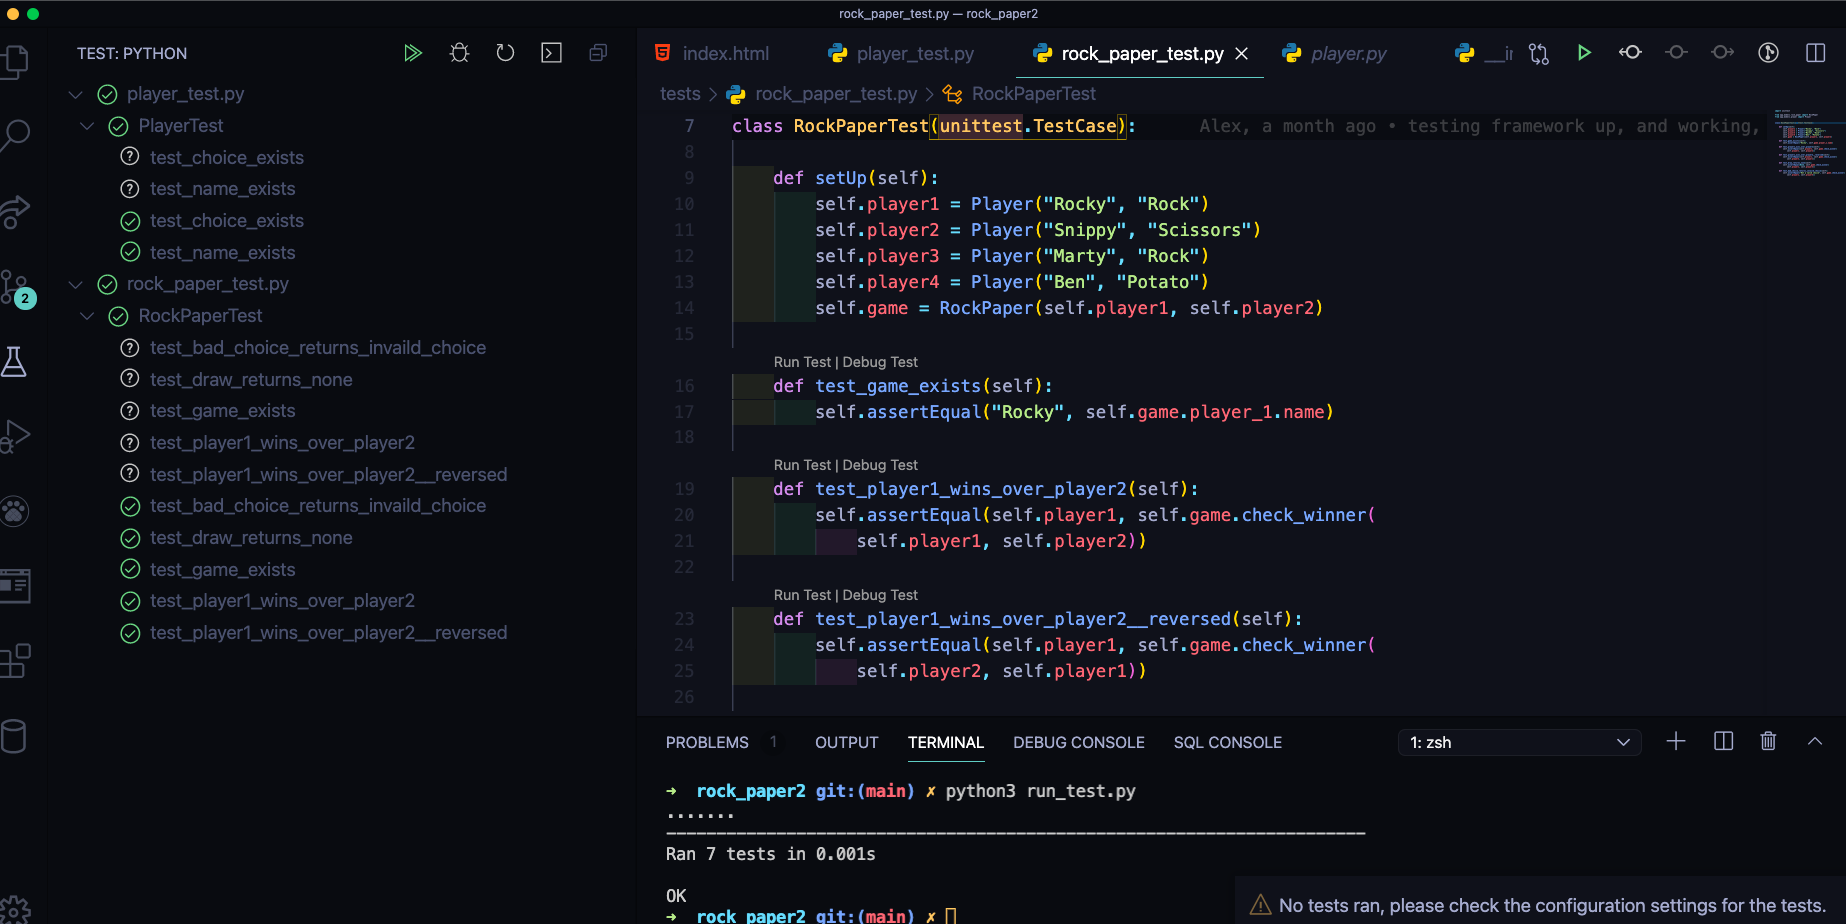 rock_paper_test.py — rock_paper2
TEST: PYTHON
player_test.py
PlayerTest
test_choice_exists
test_name_exists
test_choice_exists
test_name_exists
rock_paper_test.py
RockPaperTest
test_bad_choice_returns_invaild_choice
test_draw_returns_none
test_game_exists
test_player1_wins_over_player2
test_player1_wins_over_player2__reversed
test_bad_choice_returns_invaild_choice
test_draw_returns_none
test_game_exists
test_player1_wins_over_player2
test_player1_wins_over_player2__reversed
2
index.html player_test.py rock_paper_test.py player.py __ir
tests > rock_paper_test.py > RockPaperTest
7 class RockPaperTest(unittest.TestCase): Alex, a month ago • testing framework up, and working,
8
9 def setUp(self):
10 self.player1 = Player("Rocky", "Rock")
11 self.player2 = Player("Snippy", "Scissors")
12 self.player3 = Player("Marty", "Rock")
13 self.player4 = Player("Ben", "Potato")
14 self.game = RockPaper(self.player1, self.player2)
15
Run Test | Debug Test
16 def test_game_exists(self):
17 self.assertEqual("Rocky", self.game.player_1.name)
18
Run Test | Debug Test
19 def test_player1_wins_over_player2(self):
20 self.assertEqual(self.player1, self.game.check_winner(
21 self.player1, self.player2))
22
Run Test | Debug Test
23 def test_player1_wins_over_player2__reversed(self):
24 self.assertEqual(self.player1, self.game.check_winner(
25 self.player2, self.player1))
26
PROBLEMS 1 OUTPUT TERMINAL DEBUG CONSOLE SQL CONSOLE 1: zsh
→ rock_paper2 git:(main) ✗ python3 run_test.py
.......
----------------------------------------------------------------------
Ran 7 tests in 0.001s
OK
→ rock_paper2 git:(main) ✗
No tests ran, please check the configuration settings for the tests.